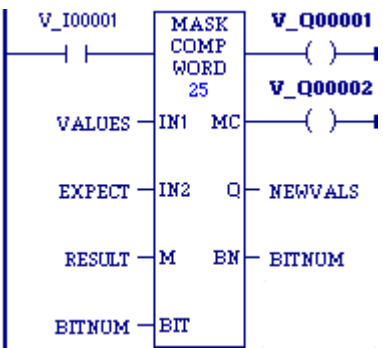 V_I00001 MASK V_Q00001
COMP
WORD
25 V_Q00002
VALUES IN1 MC
EXPECT IN2 Q NEWVALS
RESULT M BN BITNUM
BITNUM BIT